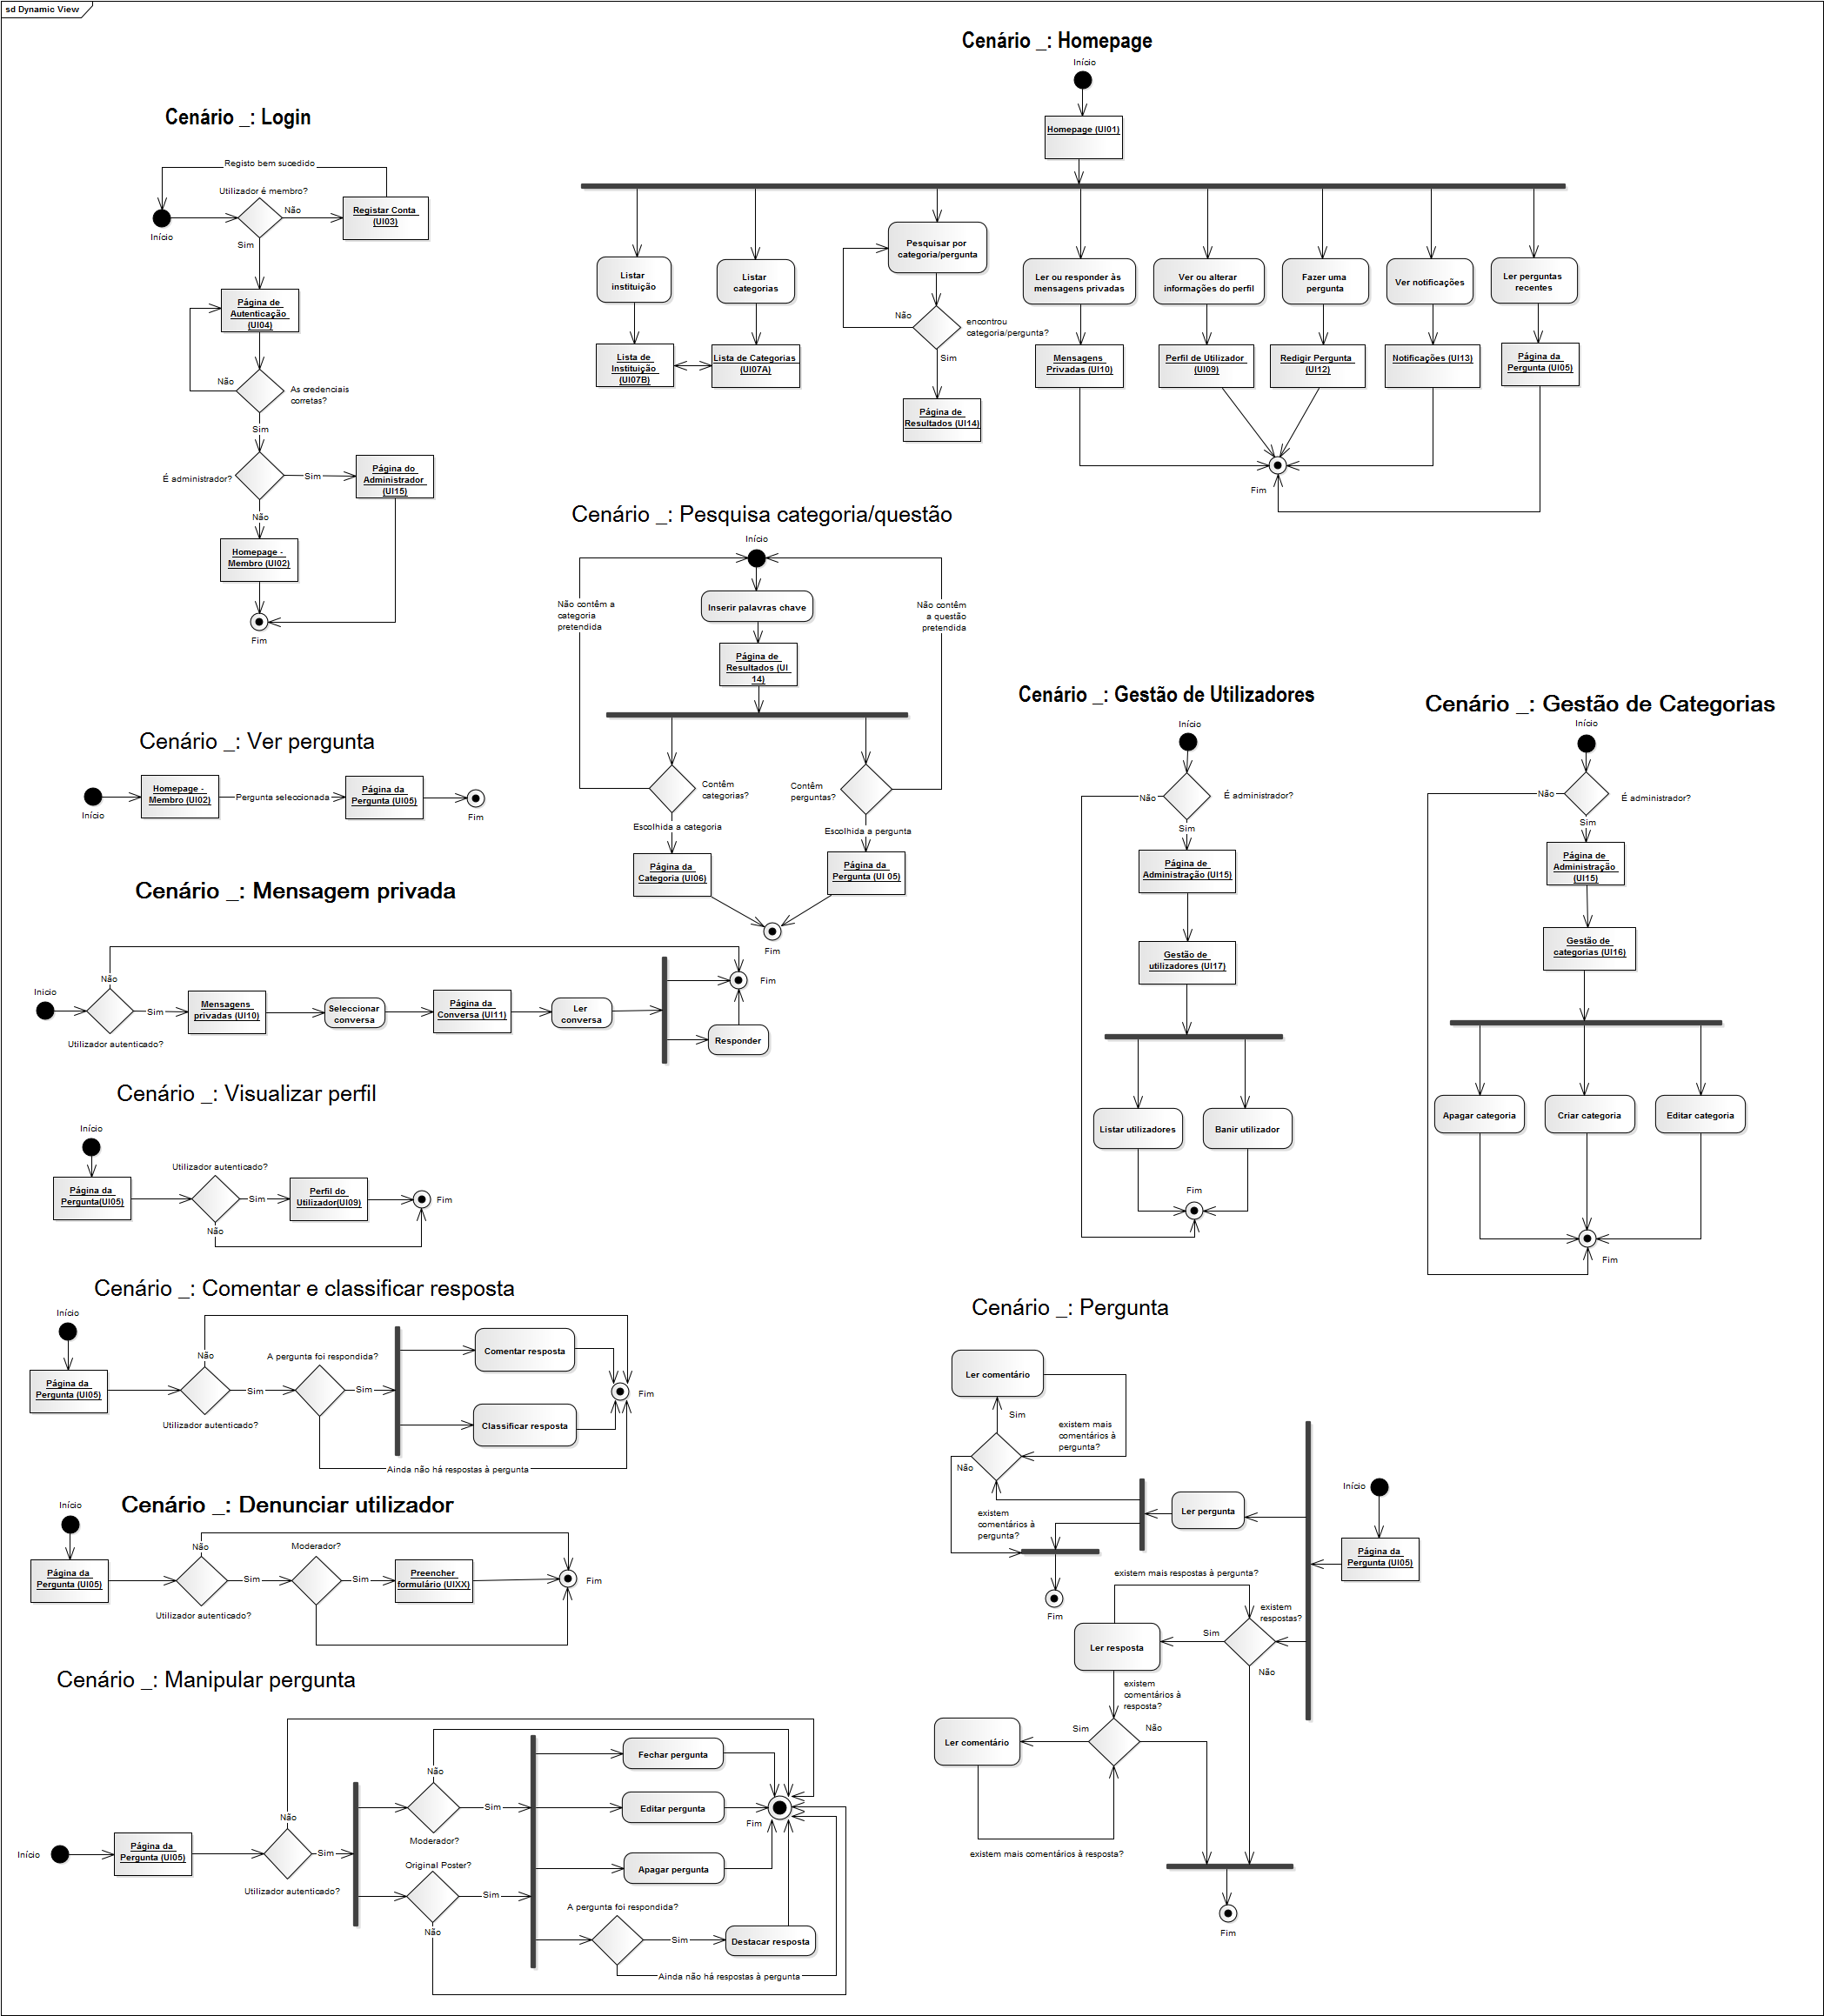 sd Dynamic View
Cenário _: Homepage
Início
Homepage (UI01)
Listar
instituição
Listar
categorias
Pesquisar por
categoria/pergunta
Ler ou responder às
mensagens privadas
Ver ou alterar
informações do perfil
Fazer uma
pergunta
Ver notificações
Ler perguntas
recentes
Não
encontrou
categoria/pergunta?
Sim
Lista de
Instituição
(UI07B)
Lista de Categorias
(UI07A)
Mensagens
Privadas (UI10)
Perfil de Utilizador
(UI09)
Redigir Pergunta
(UI12)
Notificações (UI13)
Página da
Pergunta (UI05)
Página de
Resultados (UI14)
Fim
Cenário _: Login
Registo bem sucedido
Utilizador é membro?
Não
Registar Conta
(UI03)
Início
Sim
Página de
Autenticação
(UI04)
Não
As credenciais
corretas?
Sim
É administrador?
Sim
Página do
Administrador
(UI15)
Não
Homepage -
Membro (UI02)
Fim
Cenário _: Pesquisa categoria/questão
Início
Não contêm a
categoria
pretendida
Inserir palavras chave
Não contêm
a questão
pretendida
Página de
Resultados (UI
14)
Contêm
categorias?
Contêm
perguntas?
Escolhida a categoria
Escolhida a pergunta
Página da
Categoria (UI06)
Página da
Pergunta (UI 05)
Fim
Cenário _: Gestão de Utilizadores
Início
Não
É administrador?
Sim
Página de
Administração (UI15)
Gestão de
utilizadores (UI17)
Listar utilizadores
Banir utilizador
Fim
Cenário _: Gestão de Categorias
Início
Não
É administrador?
Sim
Página de
Administração
(UI15)
Gestão de
categorias (UI16)
Apagar categoria
Criar categoria
Editar categoria
Fim
Cenário _: Ver pergunta
Início
Homepage -
Membro (UI02)
Pergunta seleccionada
Página da
Pergunta (UI05)
Fim
Cenário _: Mensagem privada
Início
Não
Utilizador autenticado?
Sim
Mensagens
privadas (UI10)
Seleccionar
conversa
Página da
Conversa (UI11)
Ler
conversa
Responder
Fim
Cenário _: Visualizar perfil
Início
Página da
Pergunta(UI05)
Utilizador autenticado?
Sim
Não
Perfil do
Utilizador(UI09)
Fim
Cenário _: Comentar e classificar resposta
Início
Página da
Pergunta (UI05)
Não
Utilizador autenticado?
Sim
A pergunta foi respondida?
Sim
Comentar resposta
Classificar resposta
Ainda não há respostas à pergunta
Fim
Cenário _: Denunciar utilizador
Início
Página da
Pergunta (UI05)
Não
Utilizador autenticado?
Sim
Moderador?
Sim
Preencher
formulário (UIXX)
Fim
Cenário _: Pergunta
Ler comentário
Sim
existem mais
comentários à
pergunta?
Não
Início
Ler pergunta
existem
comentários à
pergunta?
Página da
Pergunta (UI05)
Fim
existem mais respostas à pergunta?
existem
respostas?
Sim
Ler resposta
Não
existem
comentários à
resposta?
Sim
Não
Ler comentário
existem mais comentários à resposta?
Fim
Cenário _: Manipular pergunta
Início
Página da
Pergunta (UI05)
Não
Utilizador autenticado?
Sim
Não
Moderador?
Sim
Original Poster?
Sim
Não
Fechar pergunta
Editar pergunta
Apagar pergunta
A pergunta foi respondida?
Sim
Destacar resposta
Ainda não há respostas à pergunta
Fim